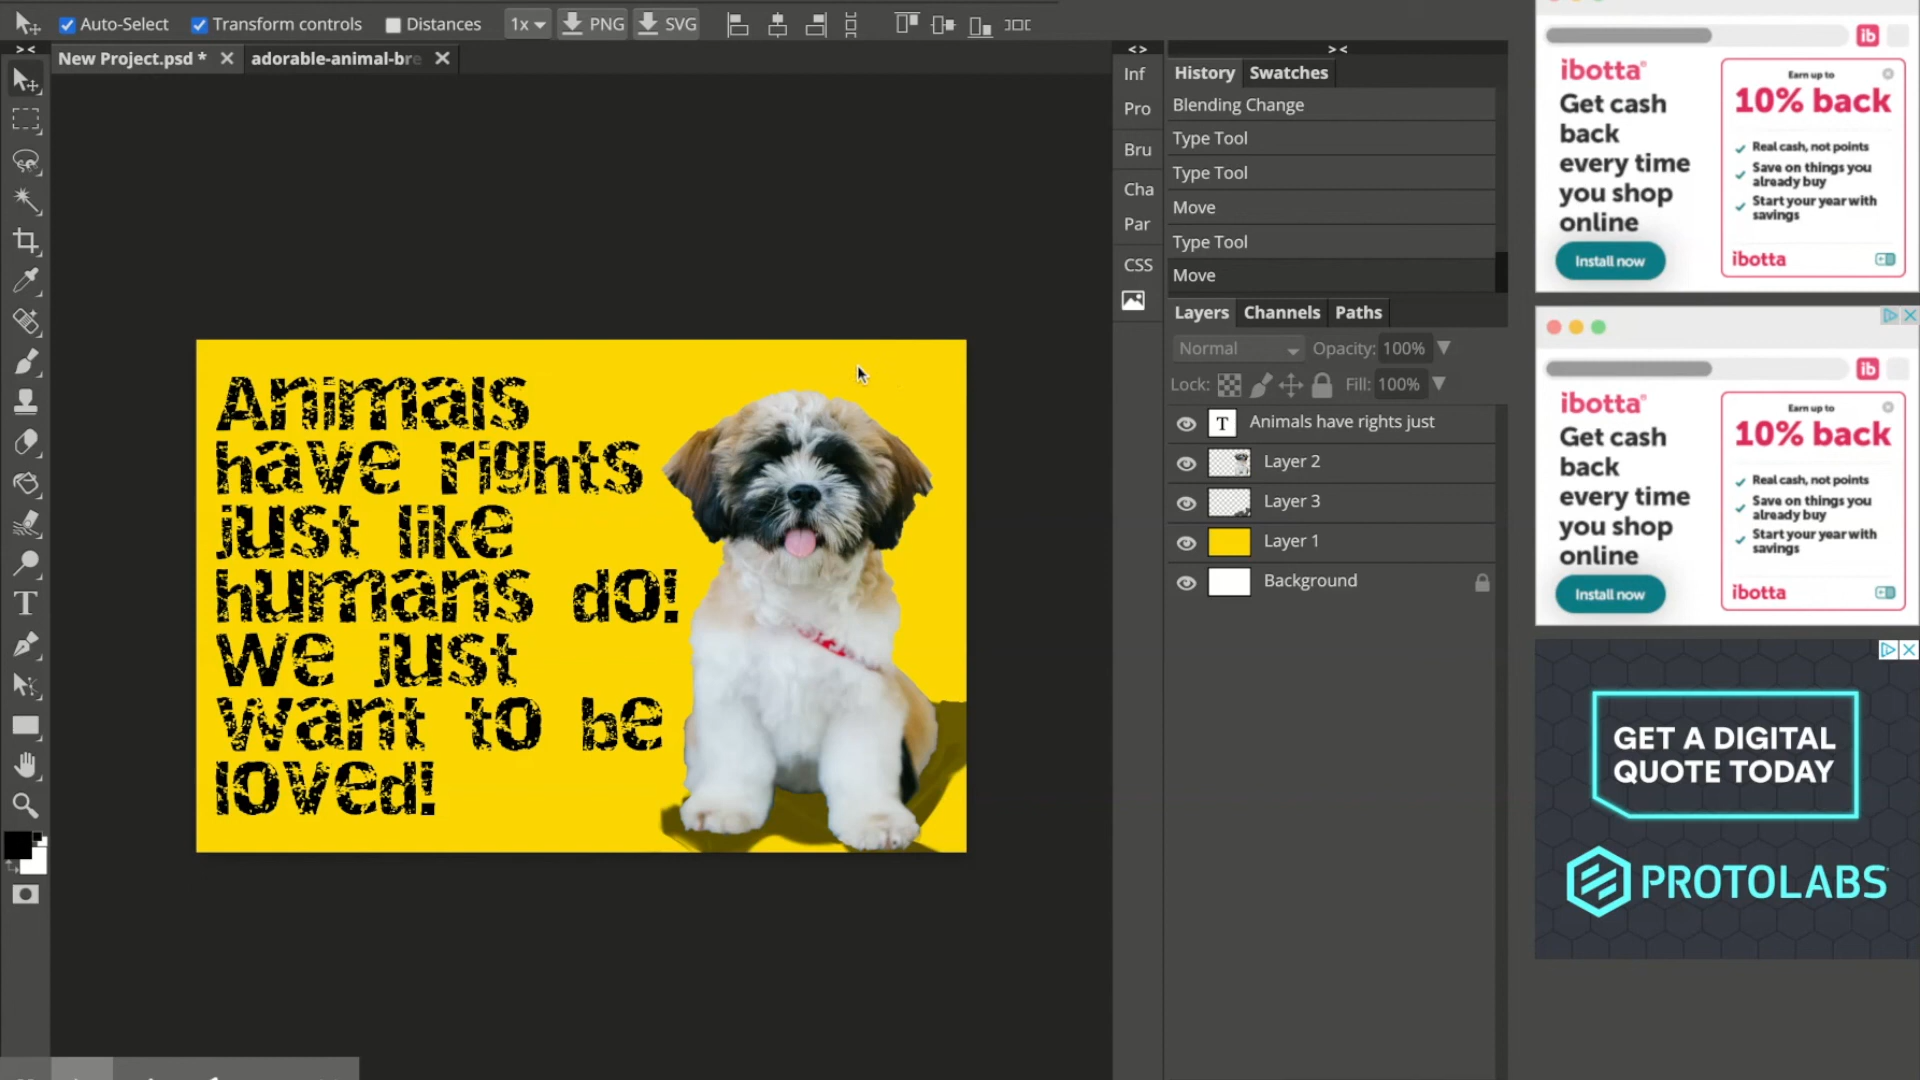 Auto-Select Transform controls Distances 1x PNG SVG
New Project.psd * adorable-animal-bre
Inf
Pro
Bru
Cha
Par
CSS
History Swatches
Blending Change
Type Tool
Type Tool
Move
Type Tool
Move
Layers Channels Paths
Normal Opacity: 100%
Lock: Fill: 100%
T Animals have rights just
Layer 2
Layer 3
Layer 1
Background
Animals
have rights
just like
humans do!
We just
want to be
loved!
ib
ibotta
Get cash
back
every time
you shop
online
Install now
Earn up to
10% back
Real cash, not points
Save on things you
already buy
Start your year with
savings
ibotta
ib
ibotta
Get cash
back
every time
you shop
online
Install now
Earn up to
10% back
Real cash, not points
Save on things you
already buy
Start your year with
savings
ibotta
GET A DIGITAL
QUOTE TODAY
PROTOLABS